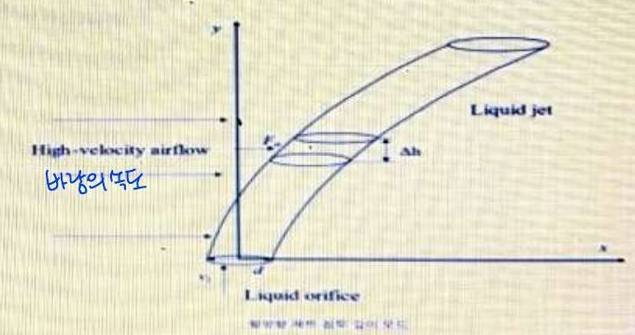 y
Liquid jet
High-velocity airflow
Δh
바람의 속도
x
d
Liquid orifice